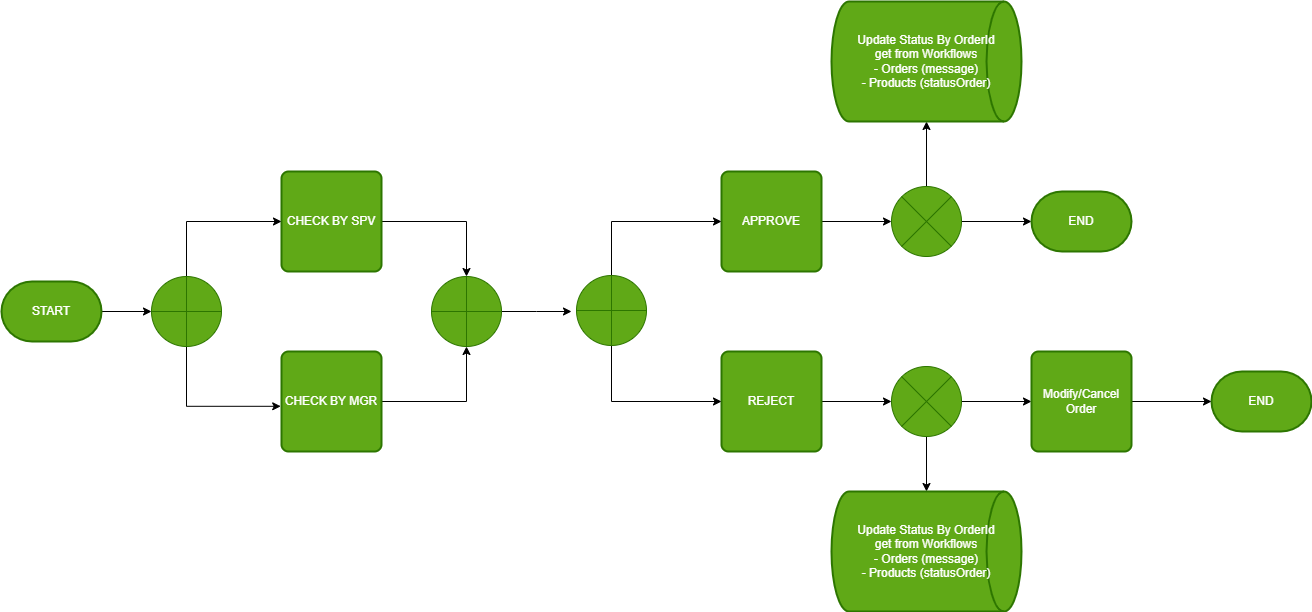 Update Status By OrderId
get from Workflows
- Orders (message)
- Products (statusOrder)
CHECK BY SPV
APPROVE
END
START
CHECK BY MGR
REJECT
Modify/Cancel
Order
END
Update Status By OrderId
get from Workflows
- Orders (message)
- Products (statusOrder)